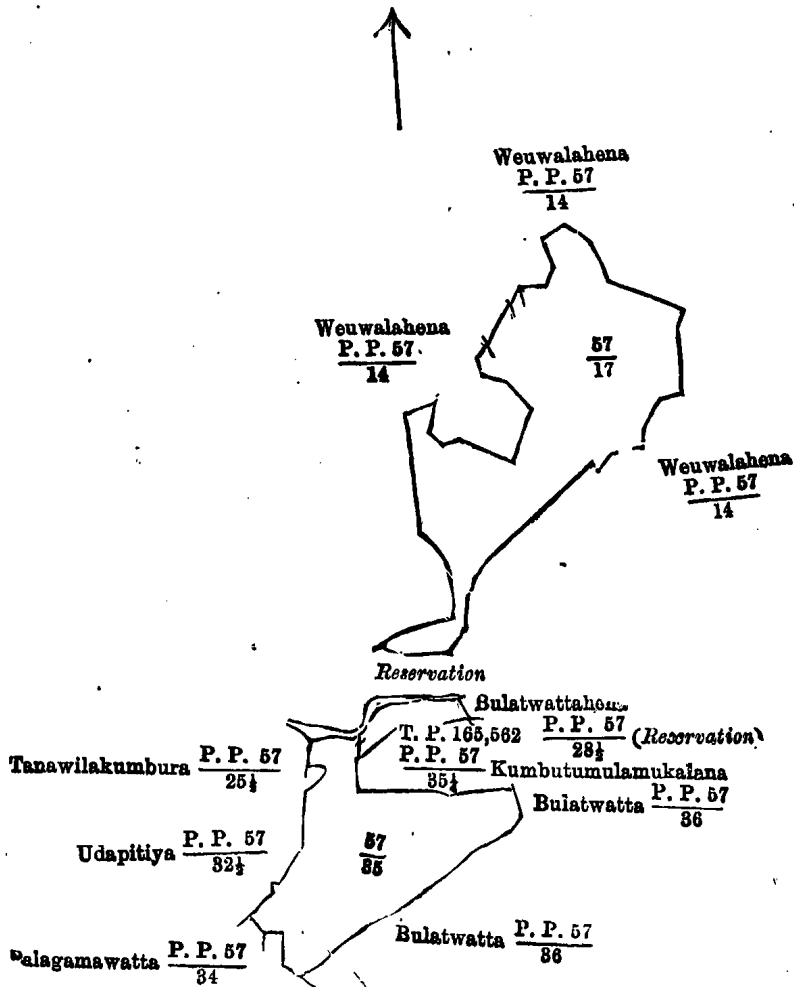 Weuwalahena
P. P. 57
14
Weuwalahena
P. P. 57
14
57
17
Weuwalahena
P. P. 57
14
Reservation
T. P. 165,562 P. P. 57 (Reservation)
28½
Tanawilakumbura P. P. 57
25½
P. P. 57 Kumbutumulamukalana
35½
Bulatwatta P. P. 57
36
Udapitiya P. P. 57
32½
57
35
Bulatwatta P. P. 57
36
P. P. 57
34